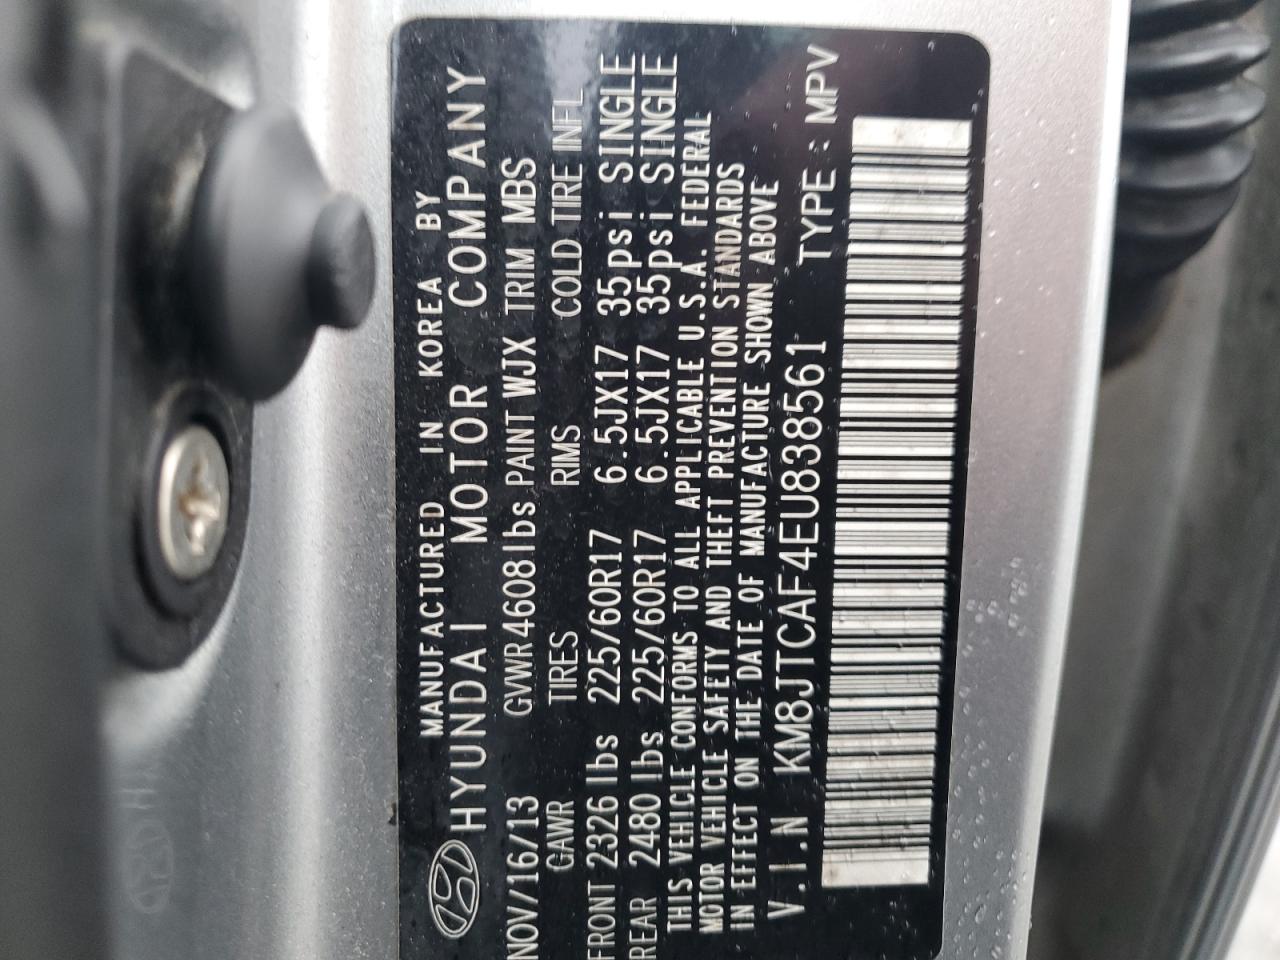 MANUFACTURED IN KOREA BY
HYUNDAI MOTOR COMPANY
NOV/16/13 GVWR 4608lbs PAINT WJX TRIM MBS
GAWR TIRES RIMS COLD TIRE INFL
FRONT 2326 lbs 225/60R17 6.5JX17 35psi SINGLE
REAR 2480 lbs 225/60R17 6.5JX17 35psi SINGLE
THIS VEHICLE CONFORMS TO ALL APPLICABLE U.S.A. FEDERAL
MOTOR VEHICLE SAFETY AND THEFT PREVENTION STANDARDS
IN EFFECT ON THE DATE OF MANUFACTURE SHOWN ABOVE
V.I.N KM8JTCAF4EU838561 TYPE : MPV